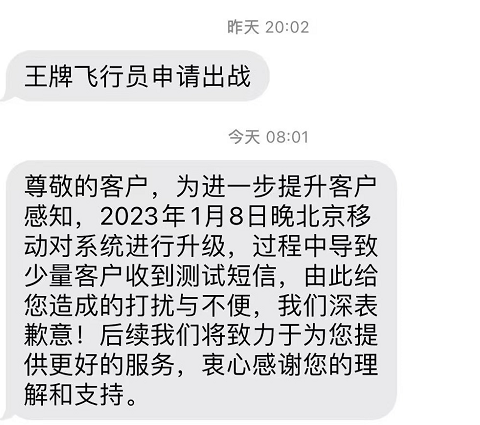 昨天 20:02
王牌飞行员申请出战
今天 08:01
尊敬的客户，为进一步提升客户
感知，2023年1月8日晚北京移
动对系统进行升级，过程中导致
少量客户收到测试短信，由此给
您造成的打扰与不便，我们深表
歉意！后续我们将致力于为您提
供更好的服务，衷心感谢您的理
解和支持。